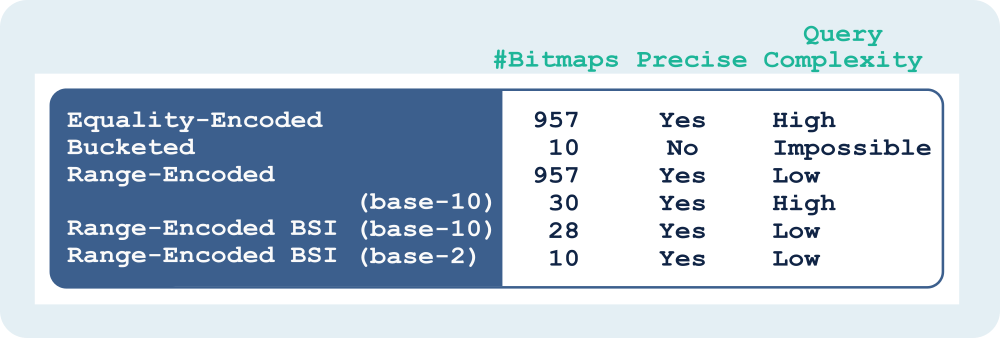 Query
#Bitmaps Precise Complexity
Equality-Encoded 957 Yes High
Bucketed 10 No Impossible
Range-Encoded 957 Yes Low
(base-10) 30 Yes High
Range-Encoded BSI (base-10) 28 Yes Low
Range-Encoded BSI (base-2) 10 Yes Low